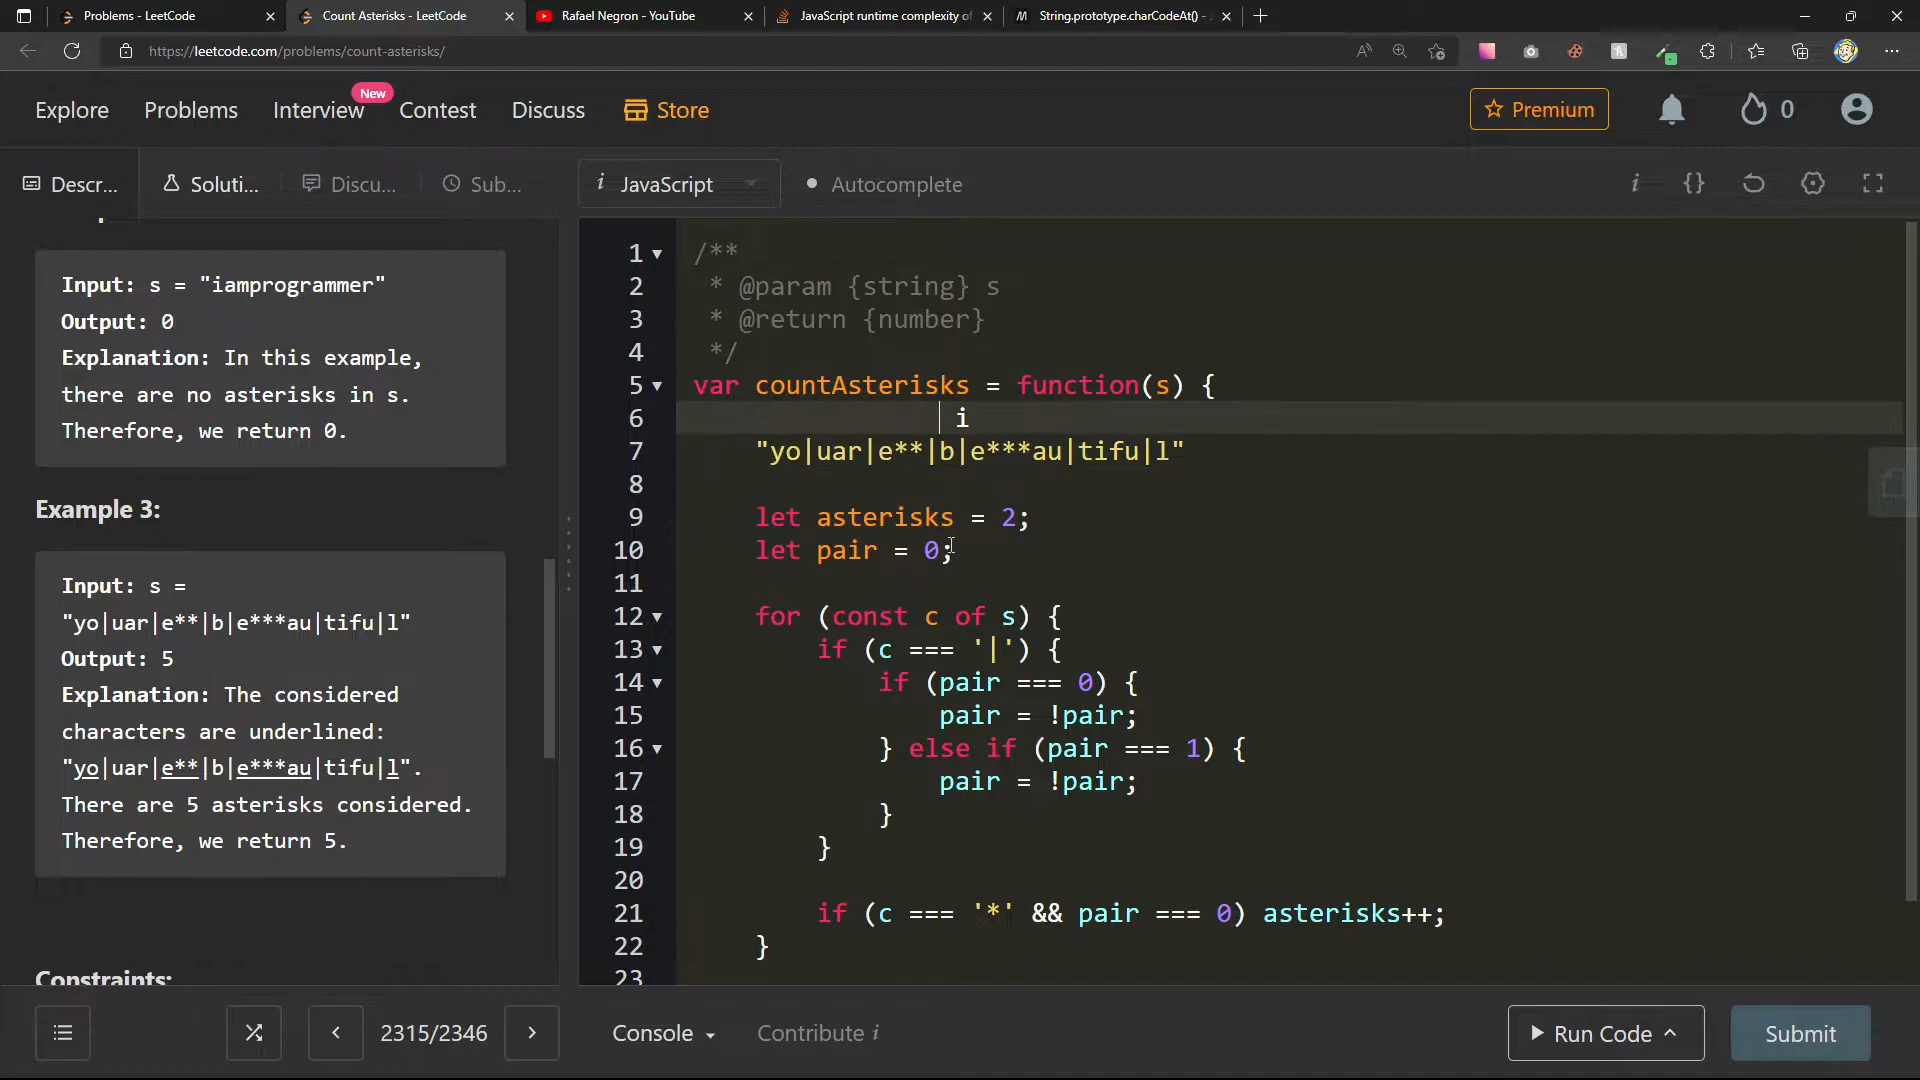 Problems - LeetCode
Count Asterisks - LeetCode
Rafael Negron - YouTube
JavaScript runtime complexity of
String.prototype.charCodeAt() -
https://leetcode.com/problems/count-asterisks/
Explore
Problems
Interview
New
Contest
Discuss
Store
Premium
0
Descr...
Soluti...
Discu...
Sub...
i JavaScript
Autocomplete
i {}
Input: s = "iamprogrammer"
Output: 0
Explanation: In this example,
there are no asterisks in s.
Therefore, we return 0.
Example 3:
Input: s =
"yo|uar|e**|b|e***au|tifu|l"
Output: 5
Explanation: The considered
characters are underlined:
"yo|uar|e**|b|e***au|tifu|l".
There are 5 asterisks considered.
Therefore, we return 5.
Constraints:
1 /**
2 * @param {string} s
3 * @return {number}
4 */
5 var countAsterisks = function(s) {
6 i
7 "yo|uar|e**|b|e***au|tifu|l"
8
9 let asterisks = 2;
10 let pair = 0;
11
12 for (const c of s) {
13 if (c === '|') {
14 if (pair === 0) {
15 pair = !pair;
16 } else if (pair === 1) {
17 pair = !pair;
18 }
19 }
20
21 if (c === '*' && pair === 0) asterisks++;
22 }
23
2315/2346
Console
Contribute i
Run Code
Submit